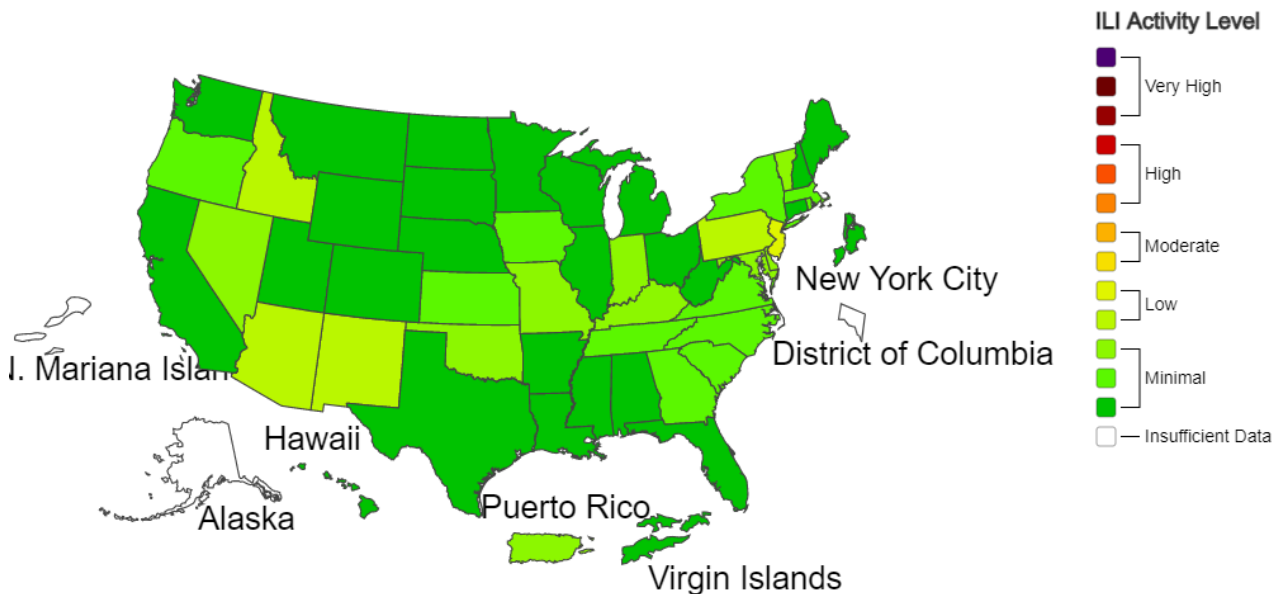 ILI Activity Level
Very High
High
Moderate
Low
Minimal
Insufficient Data
New York City
District of Columbia
N. Mariana Islan
Hawaii
Alaska
Puerto Rico
Virgin Islands